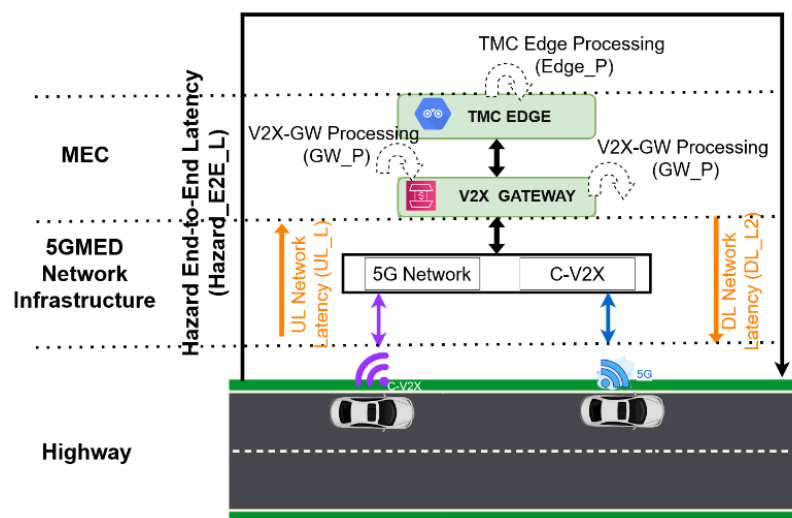 TMC Edge Processing
(Edge_P)
TMC EDGE
MEC
V2X-GW Processing
(GW_P)
V2X-GW Processing
(GW_P)
S
V2X GATEWAY
Hazard End-to-End Latency
(Hazard_E2E_L)
5GMED
Network
Infrastructure
UL Network
Latency (UL_L)
5G Network
C-V2X
DL Network
Latency (DL_L2)
C-V2X
5G
Highway